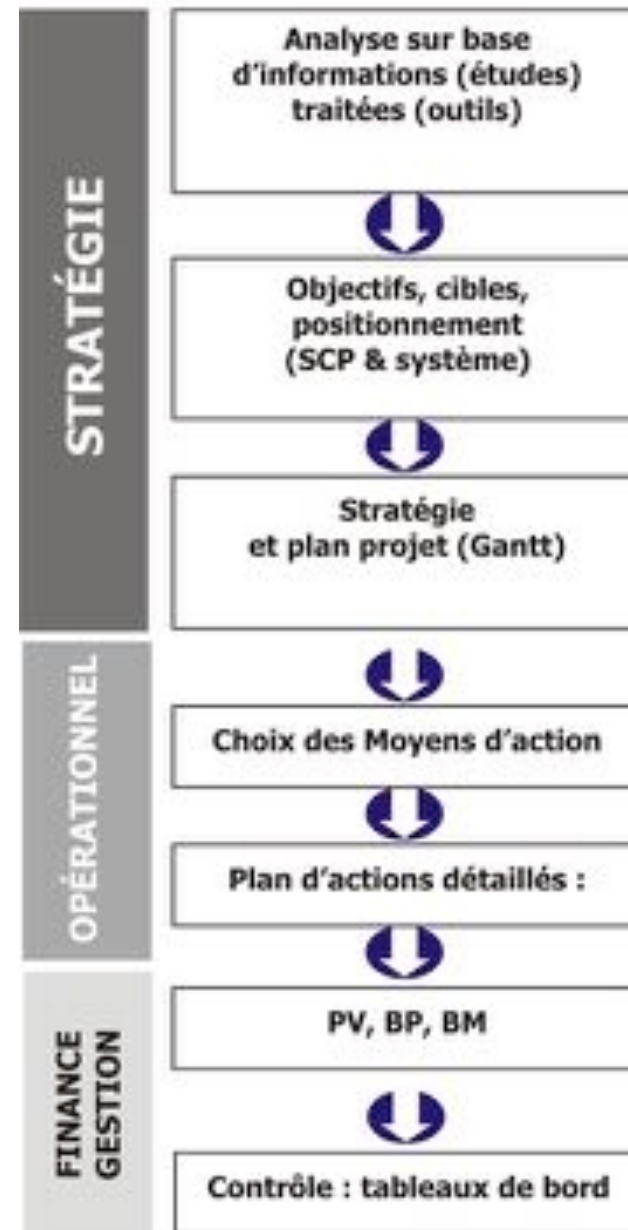 STRATÉGIE
Analyse sur base
d'informations (études)
traitées (outils)
Objectifs, cibles,
positionnement
(SCP & système)
Stratégie
et plan projet (Gantt)
OPÉRATIONNEL
Choix des Moyens d'action
Plan d'actions détaillés :
FINANCE
GESTION
PV, BP, BM
Contrôle : tableaux de bord